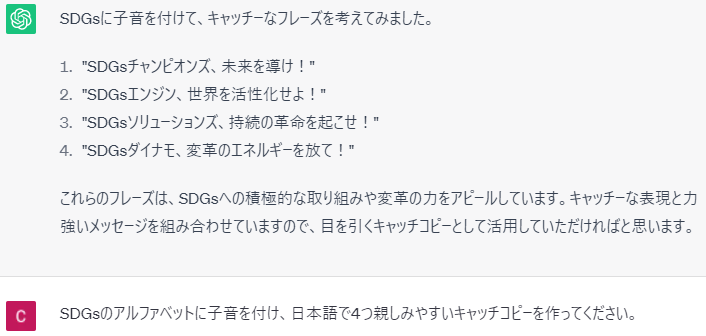 SDGsに子音を付けて、キャッチーなフレーズを考えてみました。
1. "SDGsチャンピオンズ、未来を導け！"
2. "SDGsエンジン、世界を活性化せよ！"
3. "SDGsソリューションズ、持続の革命を起こせ！"
4. "SDGsダイナモ、変革のエネルギーを放て！"
これらのフレーズは、SDGsへの積極的な取り組みや変革の力をアピールしています。キャッチーな表現と力
強いメッセージを組み合わせていますので、目を引くキャッチコピーとして活用していただければと思います。
C
SDGsのアルファベットに子音を付け、日本語で4つ親しみやすいキャッチコピーを作ってください。